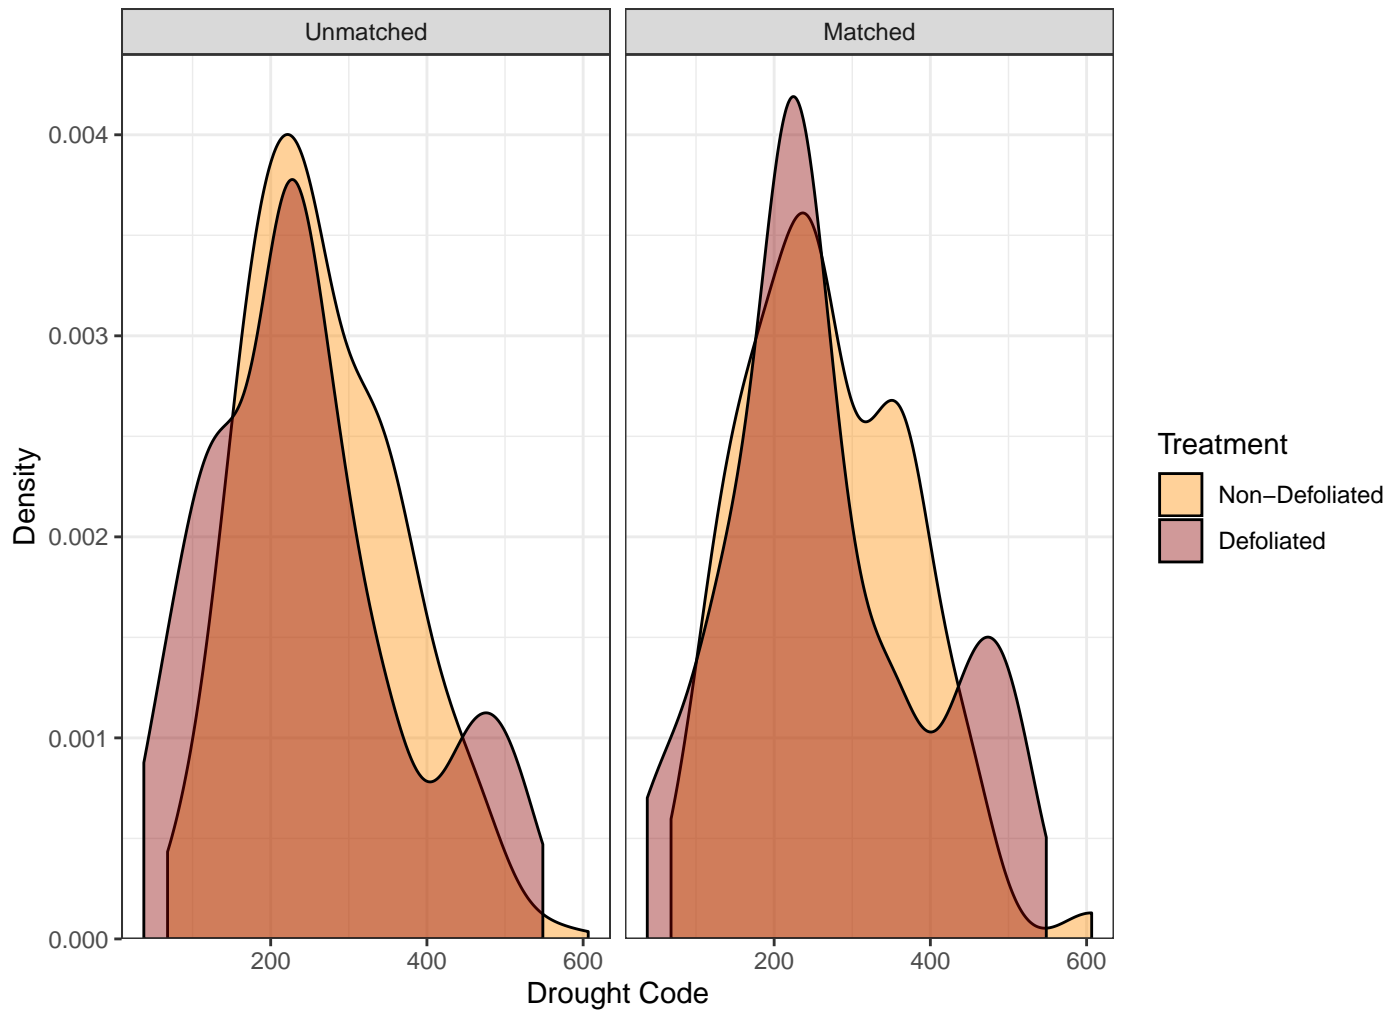 Unmatched
Matched
Density
0.004
0.003
0.002
0.001
0.000
200
400
600
200
400
600
Drought Code
Treatment
Non−Defoliated
Defoliated